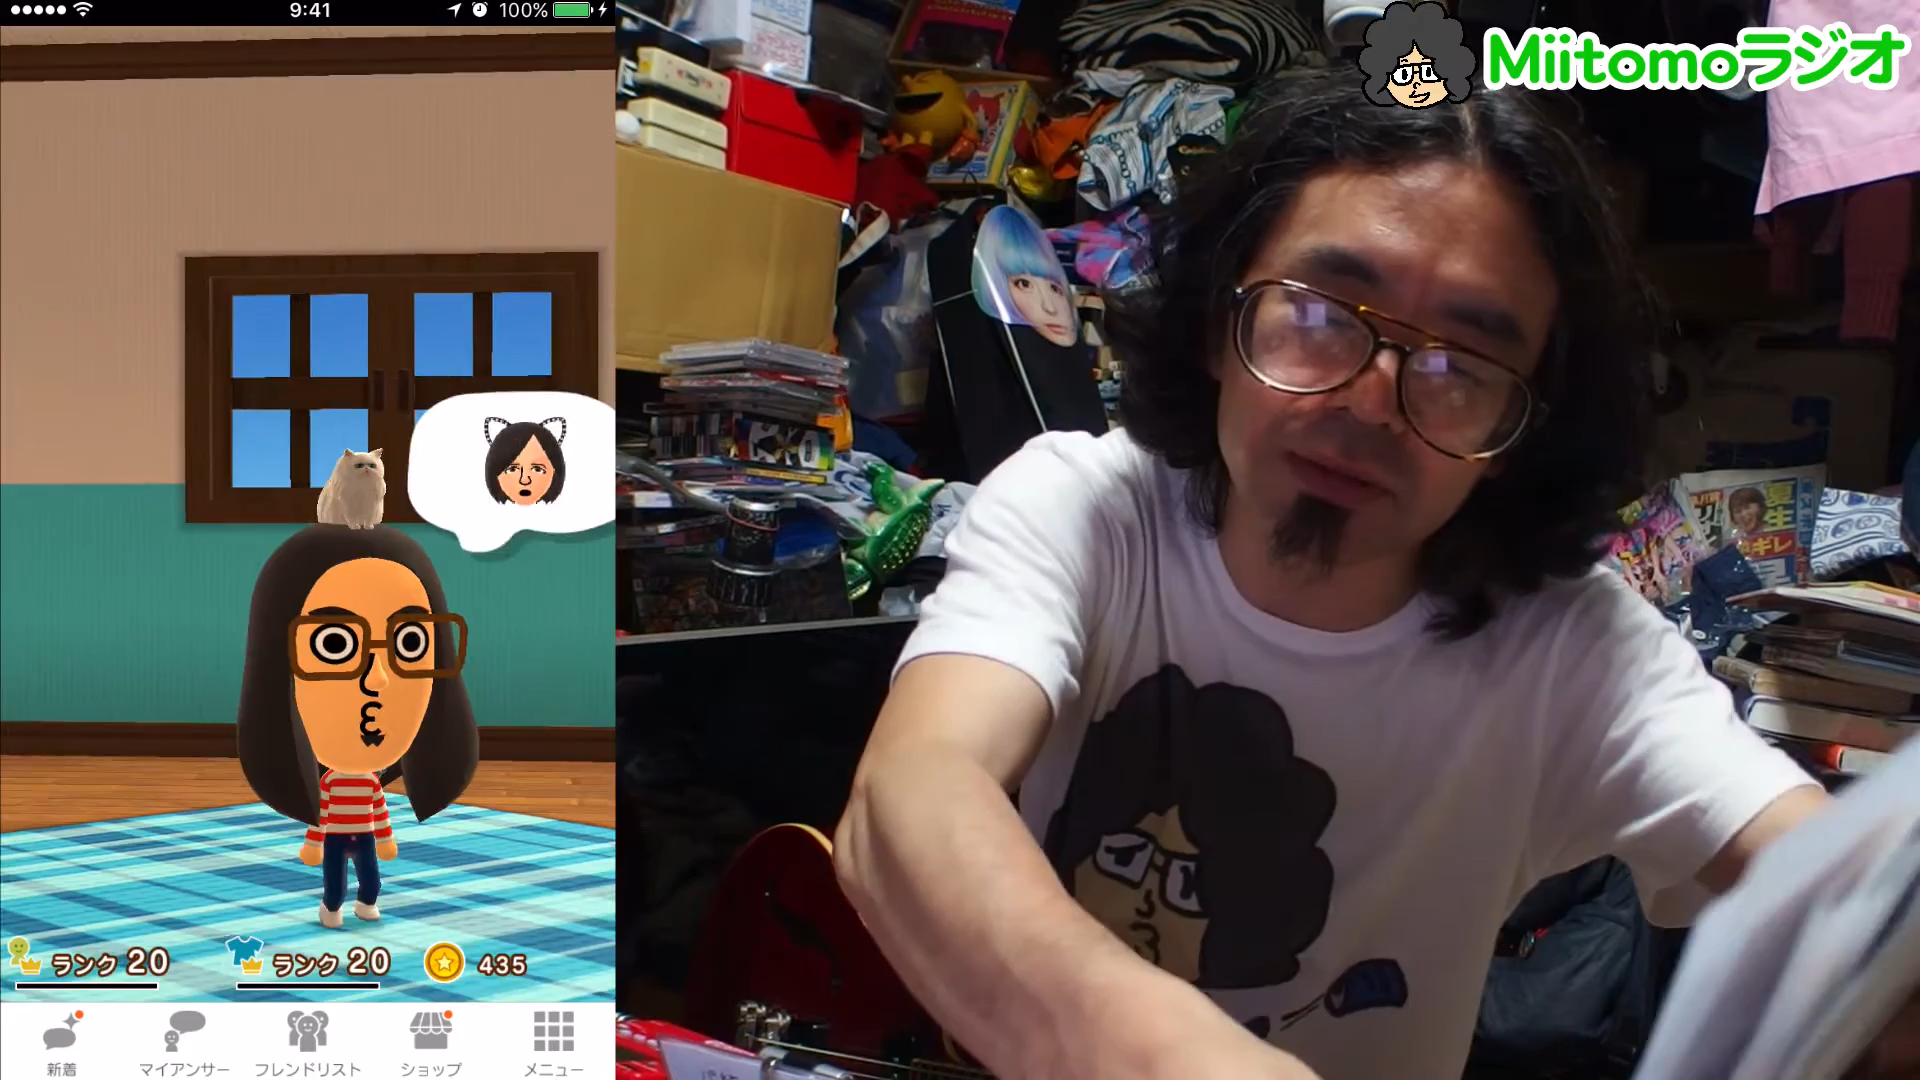 9:41
100%
Miitomoラジオ
ランク 20
ランク 20
435
新着
マイアンサー
フレンドリスト
ショップ
メニュー